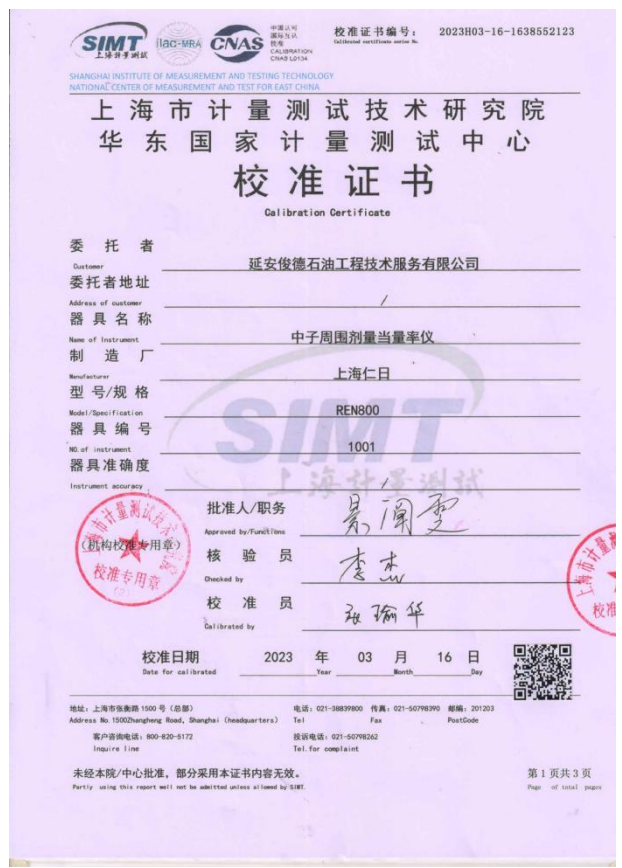 SIMT
上海计量测试
ilac-MRA
CNAS
中国认可
国际互认
校准
CALIBRATION
CNAS L0134
校准证书编号: 2023H03-16-1638552123
Calibrated certificate series No.
SHANGHAI INSTITUTE OF MEASUREMENT AND TESTING TECHNOLOGY
NATIONAL CENTER OF MEASUREMENT AND TEST FOR EAST CHINA
上海市计量测试技术研究院
华东国家计量测试中心
校准证书
Calibration Certificate
委托者 延安俊德石油工程技术服务有限公司
Customer
委托者地址 /
Address of customer
器具名称 中子周围剂量当量率仪
Name of Instrument
制造厂 上海仁日
Manufacturer
型号/规格 REN800
Model/Specification
器具编号 1001
NO.of instrument
器具准确度 /
Instrument accuracy
SIMT
上海计量测试
批准人/职务
Approved by/Functions
(机构校准专用章)
校准专用章
核验员 李杰
Checked by
校准员 张瑜华
Calibrated by
校准日期 2023 年 03 月 16 日
Date for calibrated Year Month Day
地址: 上海市张衡路 1500 号 (总部) 电话: 021-38839800 传真: 021-50798390 邮编: 201203
Address No.1500Zhangheng Road, Shanghai (headquarters) Tel Fax PostCode
客户咨询电话: 800-820-5172 投诉电话: 021-50798262
Inquire line Tel.for complaint
未经本院/中心批准, 部分采用本证书内容无效。 第 1 页共 3 页
Partly using this report well not be admitted unless allowed by SIMT. Page of total pages